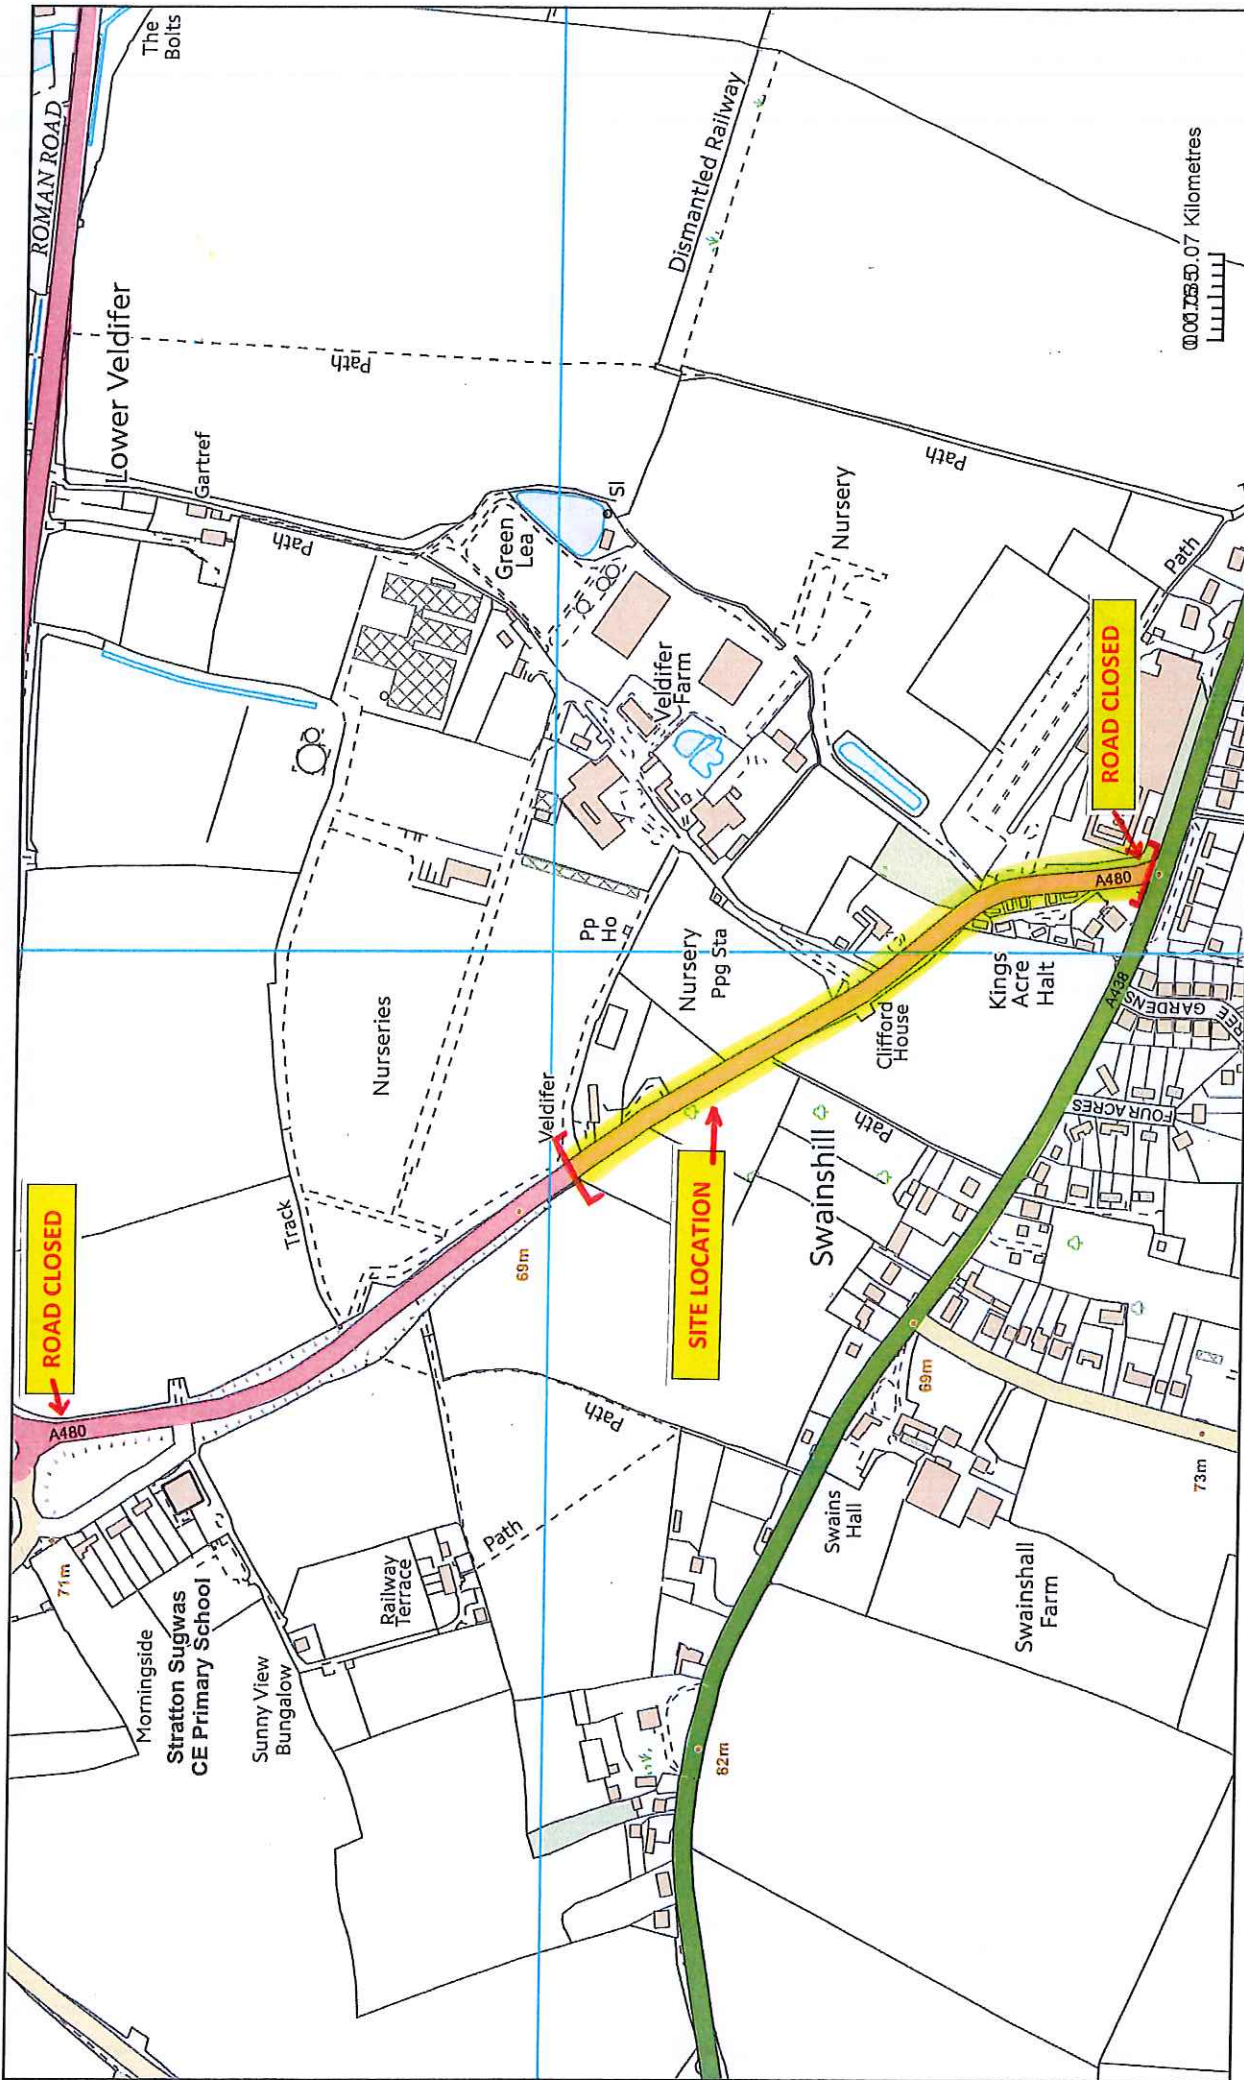 71m
A480
ROAD CLOSED
ROMAN ROAD
The
Bolts
Lower Veldifer
Morningside
Stratton Sugwas
CE Primary School
Gartref
Sunny View
Bungalow
Track
Path
Path
Railway
Terrace
Nurseries
Path
Green
Lea
69m
Veldifer
Pp
Ho
Path
Sl
Veldifer
Farm
Dismantled Railway
Nursery
Ppg Sta
SITE LOCATION
62m
Swainshill
Nursery
Swains
Hall
Path
Clifford
House
69m
Path
Kings
Acre
Halt
Swainshall
Farm
A480
ROAD CLOSED
A438
FOUR ACRES
Path
GARDENS
REE
73m
0.07 Kilometres